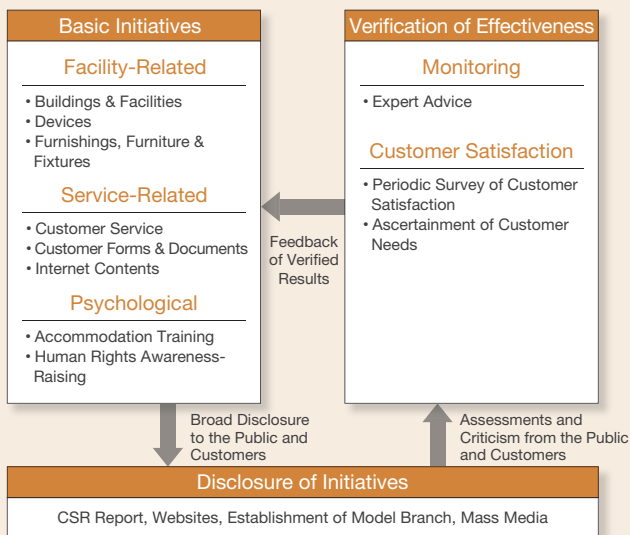 Basic Initiatives
Facility-Related
• Buildings & Facilities
• Devices
• Furnishings, Furniture &
Fixtures
Service-Related
• Customer Service
• Customer Forms & Documents
• Internet Contents
Psychological
• Accommodation Training
• Human Rights Awareness-
Raising
Feedback
of Verified
Results
Verification of Effectiveness
Monitoring
• Expert Advice
Customer Satisfaction
• Periodic Survey of Customer
Satisfaction
• Ascertainment of Customer
Needs
Broad Disclosure
to the Public and
Customers
Assessments and
Criticism from the Public
and Customers
Disclosure of Initiatives
CSR Report, Websites, Establishment of Model Branch, Mass Media